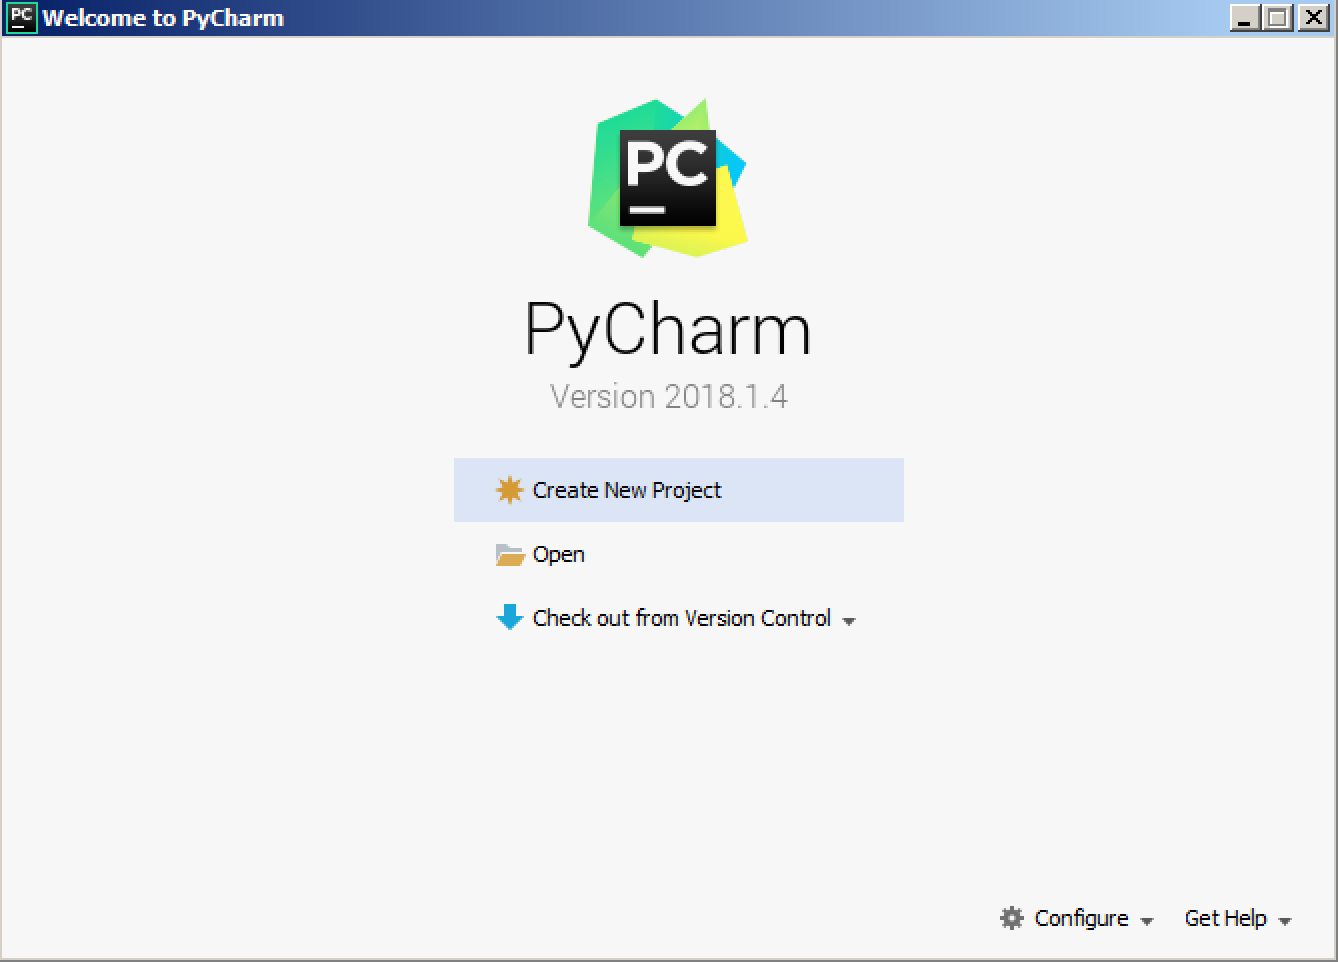 PC Welcome to PyCharm
PC
PyCharm
Version 2018.1.4
Create New Project
Open
Check out from Version Control
Configure Get Help